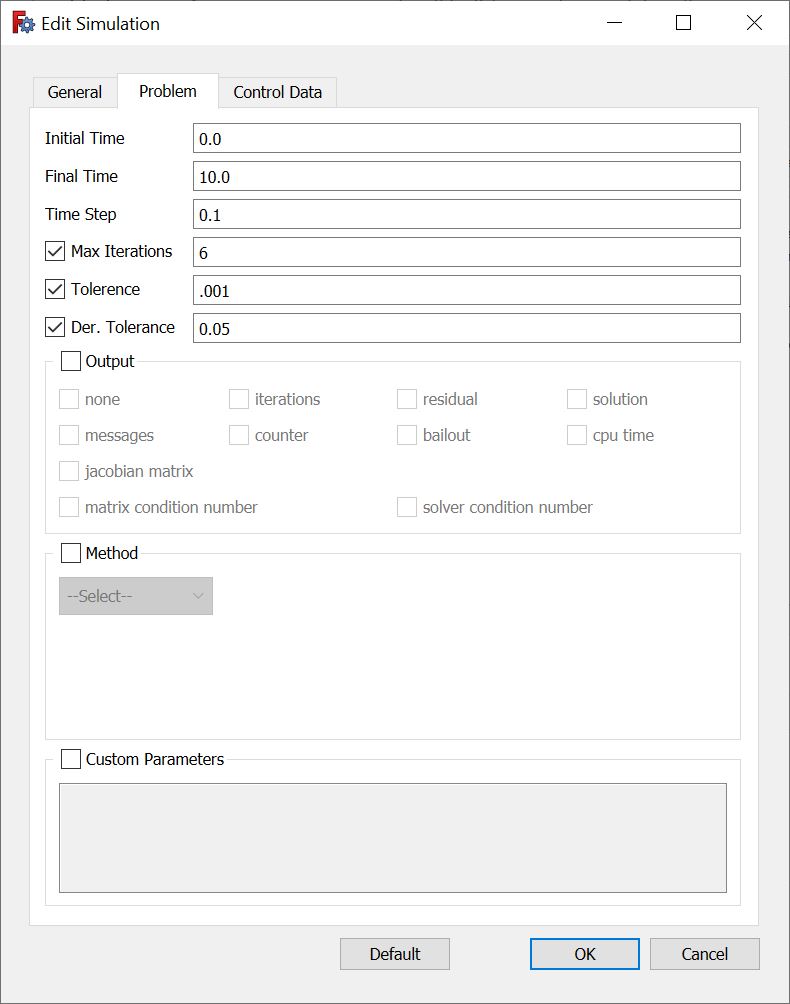 Edit Simulation
General Problem Control Data
Initial Time 0.0
Final Time 10.0
Time Step 0.1
Max Iterations 6
Tolerence .001
Der. Tolerance 0.05
Output
none iterations residual solution
messages counter bailout cpu time
jacobian matrix
matrix condition number solver condition number
Method
--Select--
Custom Parameters
Default OK Cancel